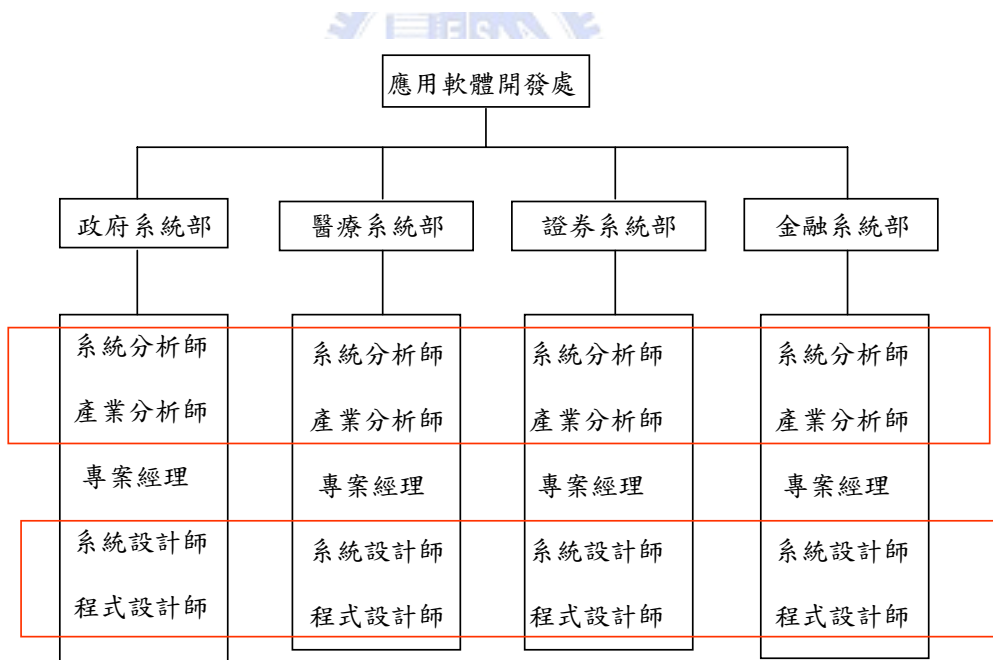 應用軟體開發處
政府系統部
醫療系統部
證券系統部
金融系統部
系統分析師
產業分析師
專案經理
系統設計師
程式設計師
系統分析師
產業分析師
專案經理
系統設計師
程式設計師
系統分析師
產業分析師
專案經理
系統設計師
程式設計師
系統分析師
產業分析師
專案經理
系統設計師
程式設計師